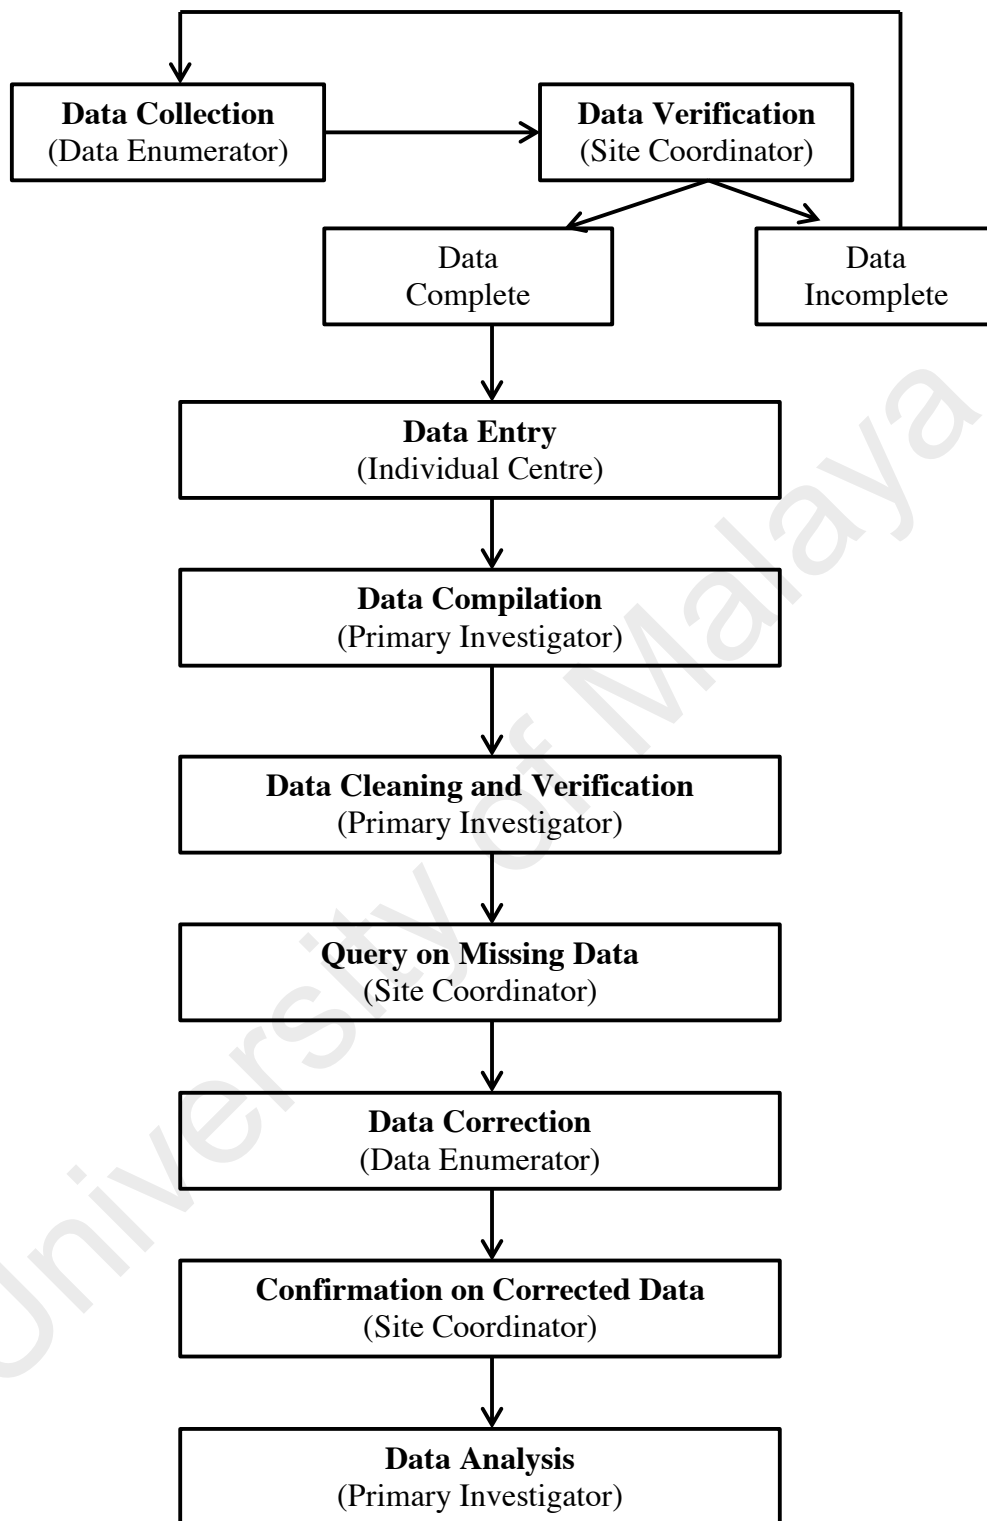 Data Collection
(Data Enumerator)
Data Verification
(Site Coordinator)
Data
Complete
Data
Incomplete
Data Entry
(Individual Centre)
Data Compilation
(Primary Investigator)
Data Cleaning and Verification
(Primary Investigator)
Query on Missing Data
(Site Coordinator)
Data Correction
(Data Enumerator)
Confirmation on Corrected Data
(Site Coordinator)
Data Analysis
(Primary Investigator)
University of Malaya